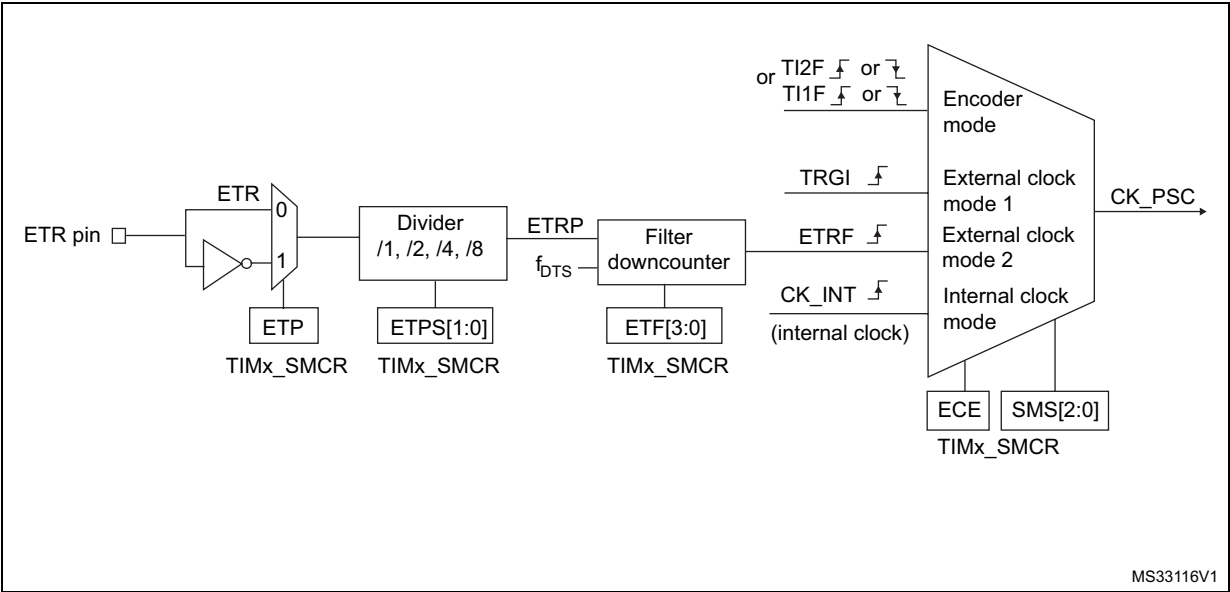 or TI2F or
TI1F or
Encoder
mode
TRGI
External clock
mode 1
CK_PSC
ETR
0
1
ETR pin
Divider
/1, /2, /4, /8
ETRP
fDTS
Filter
downcounter
ETRF
External clock
mode 2
CK_INT
(internal clock)
Internal clock
mode
ETP
TIMx_SMCR
ETPS[1:0]
TIMx_SMCR
ETF[3:0]
TIMx_SMCR
ECE
SMS[2:0]
TIMx_SMCR
MS33116V1